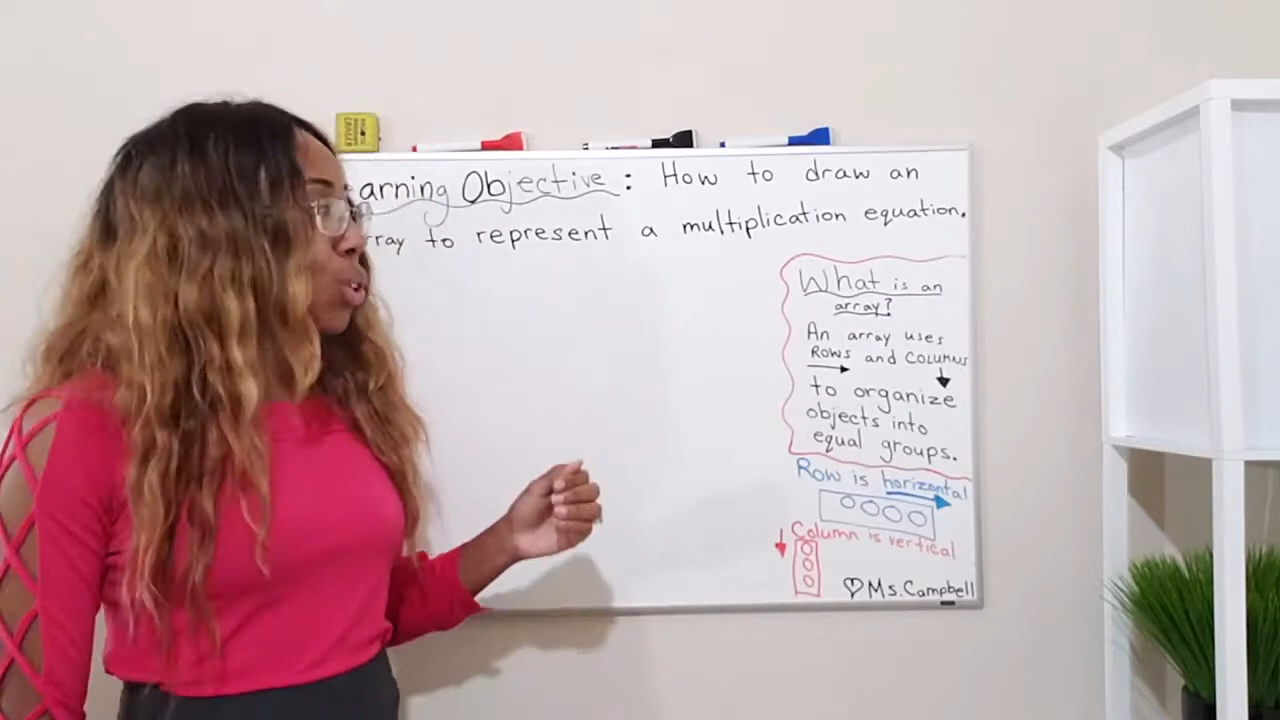 arning Objective : How to draw an
rray to represent a multiplication equation.
What is an
array?
An array uses
ROWS and COLUMNS
to organize
objects into
equal groups.
Row is horizontal
Column is vertical
♡ Ms. Campbell
ERASER